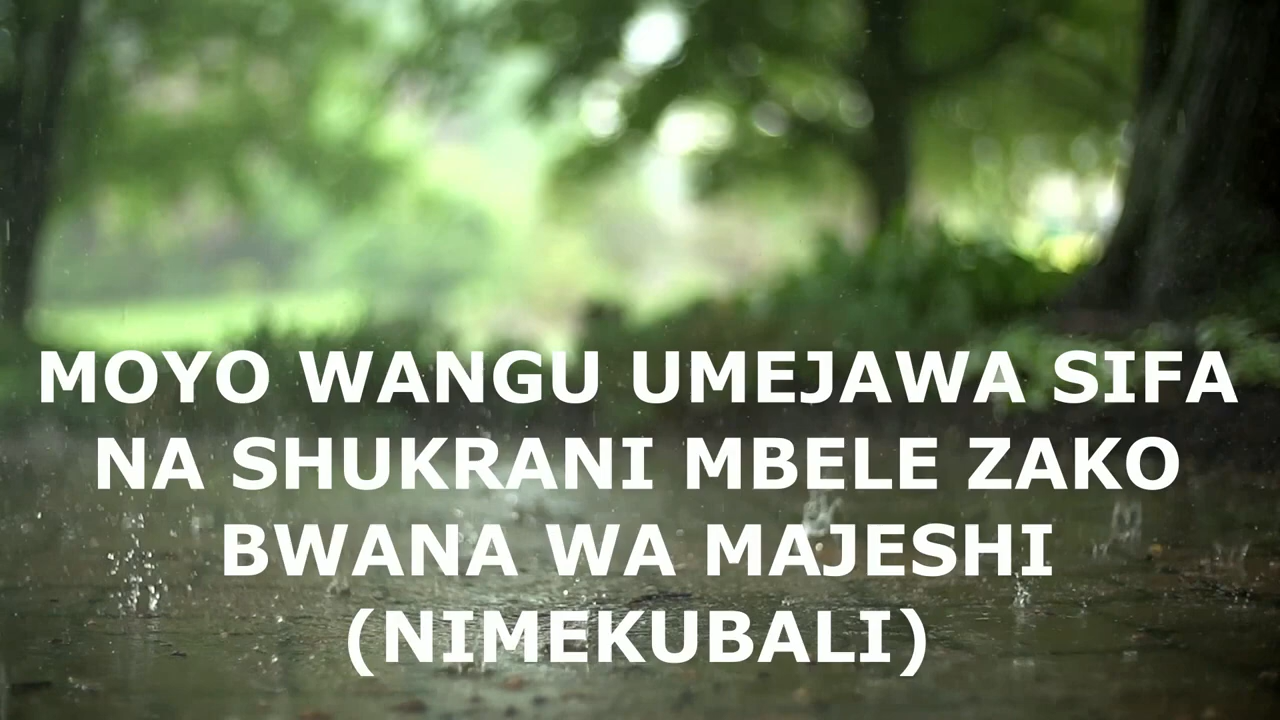 MOYO WANGU UMEJAWA SIFA
NA SHUKRANI MBELE ZAKO
BWANA WA MAJESHI
(NIMEKUBALI)